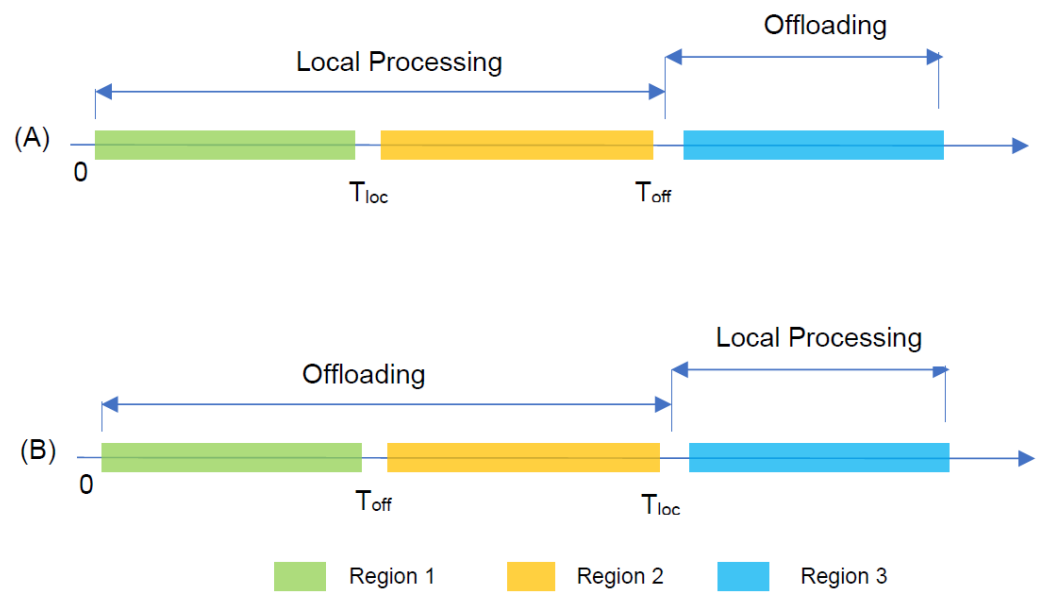 Offloading
Local Processing
(A)
0
Tloc
Toff
Local Processing
Offloading
(B)
0
Toff
Tloc
Region 1
Region 2
Region 3